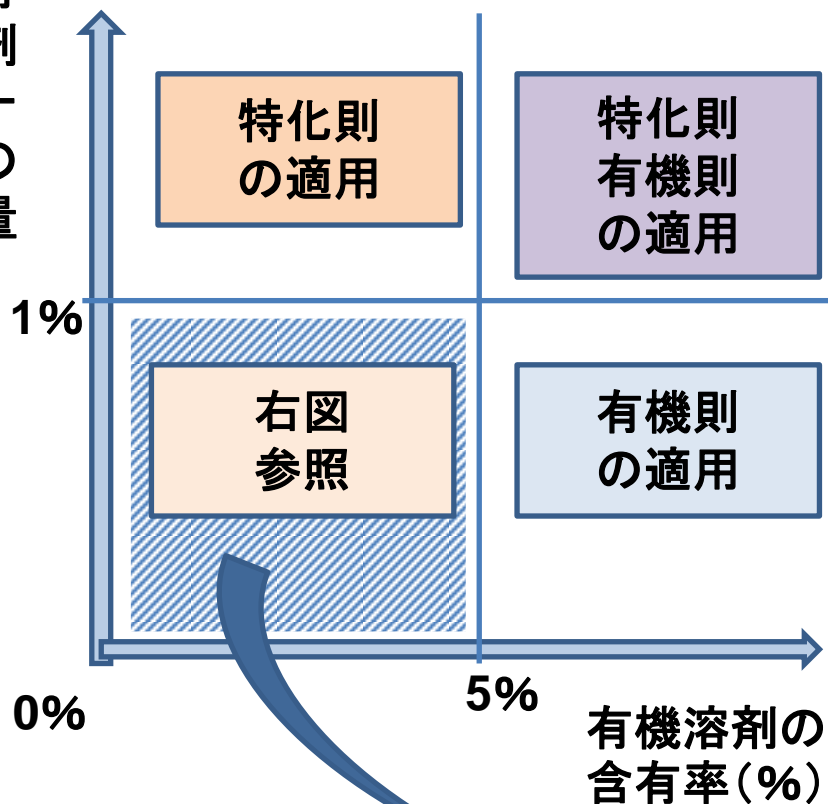 特化則
の適用
特化則
有機則
の適用
1%
右図
参照
有機則
の適用
0%
5%
有機溶剤の
含有率(%)